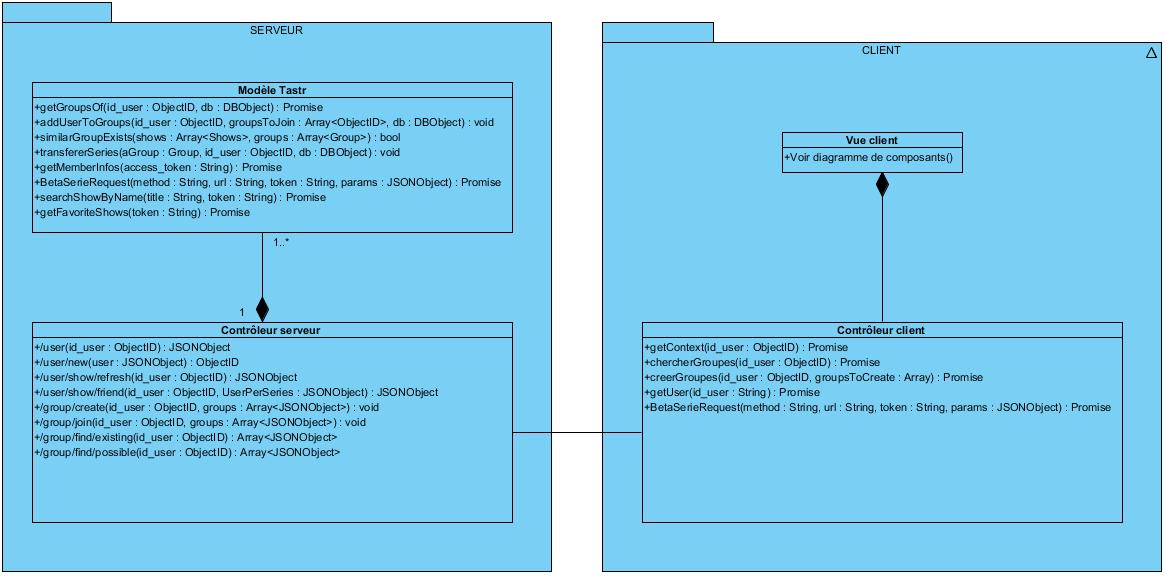 SERVEUR
Modèle Tastr
+getGroupsOf(id_user : ObjectID, db : DBObject) : Promise
+addUserToGroups(id_user : ObjectID, groupsToJoin : Array<ObjectID>, db : DBObject) : void
+similarGroupExists(shows : Array<Shows>, groups : Array<Group>) : bool
+transfererSeries(aGroup : Group, id_user : ObjectID, db : DBObject) : void
+getMemberInfos(access_token : String) : Promise
+BetaSerieRequest(method : String, url : String, token : String, params : JSONObject) : Promise
+searchShowByName(title : String, token : String) : Promise
+getFavoriteShows(token : String) : Promise
1..*
1
Contrôleur serveur
+/user(id_user : ObjectID) : JSONObject
+/user/new(user : JSONObject) : ObjectID
+/user/show/refresh(id_user : ObjectID) : JSONObject
+/user/show/friend(id_user : ObjectID, UserPerSeries : JSONObject) : JSONObject
+/group/create(id_user : ObjectID, groups : Array<JSONObject>) : void
+/group/join(id_user : ObjectID, groups : Array<JSONObject>) : void
+/group/find/existing(id_user : ObjectID) : Array<JSONObject>
+/group/find/possible(id_user : ObjectID) : Array<JSONObject>
CLIENT
Vue client
+Voir diagramme de composants()
Contrôleur client
+getContext(id_user : ObjectID) : Promise
+chercherGroupes(id_user : ObjectID) : Promise
+creerGroupes(id_user : ObjectID, groupsToCreate : Array) : Promise
+getUser(id_user : String) : Promise
+BetaSerieRequest(method : String, url : String, token : String, params : JSONObject) : Promise